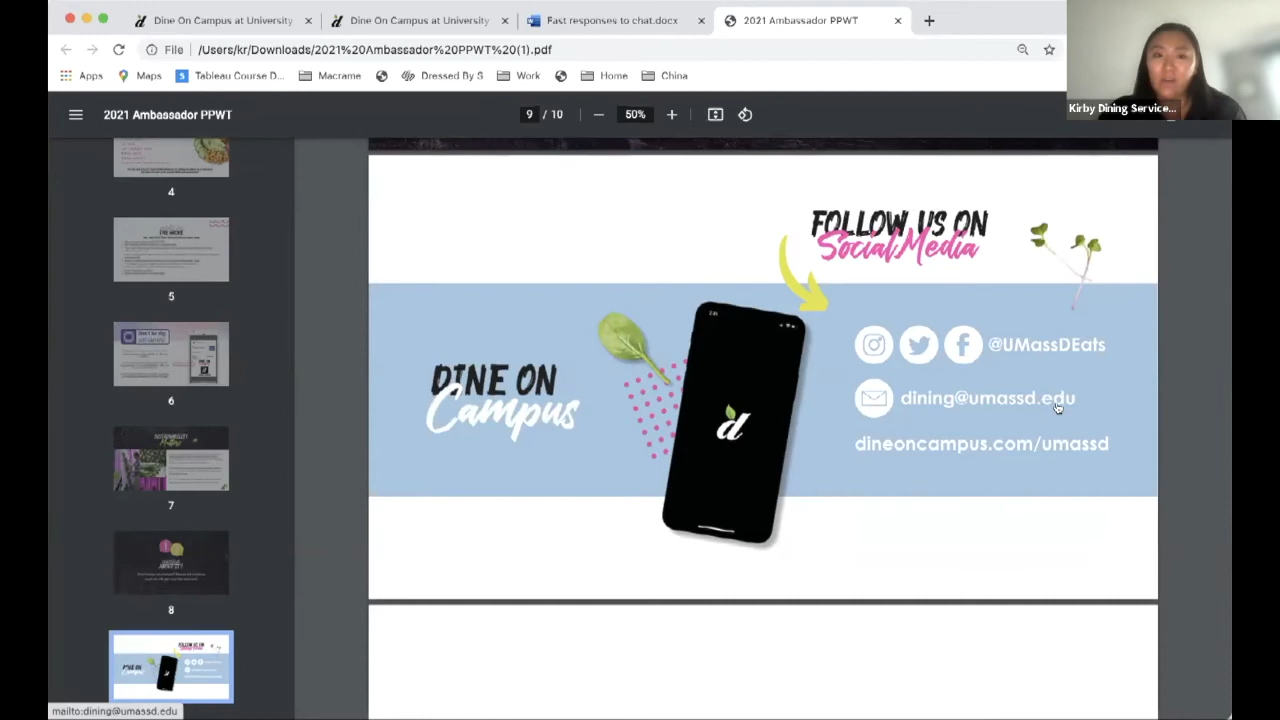 Dine On Campus at University
Dine On Campus at University
Fast responses to chat.docx
2021 Ambassador PPWT
File
/Users/kr/Downloads/2021%20Ambassador%20PPWT%20(1).pdf
Apps
Maps
Tableau Course D...
Macrame
Dressed By S
Work
Home
China
Kirby Dining Service...
2021 Ambassador PPWT
9 / 10
50%
4
5
6
7
8
FOLLOW US ON
Social Media
DINE ON
Campus
d
@UMassDEats
dining@umassd.edu
dineoncampus.com/umassd
mailto:dining@umassd.edu